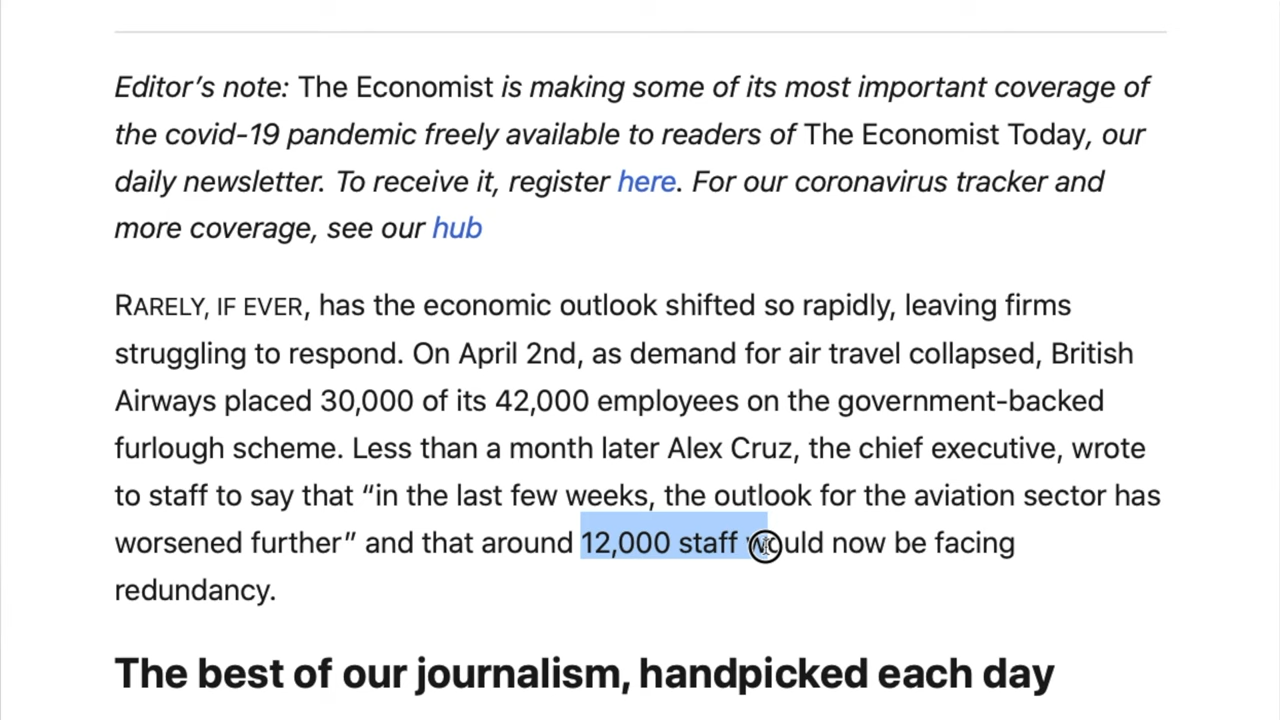 Editor’s note: The Economist is making some of its most important coverage of
the covid-19 pandemic freely available to readers of The Economist Today, our
daily newsletter. To receive it, register here. For our coronavirus tracker and
more coverage, see our hub
RARELY, IF EVER, has the economic outlook shifted so rapidly, leaving firms
struggling to respond. On April 2nd, as demand for air travel collapsed, British
Airways placed 30,000 of its 42,000 employees on the government-backed
furlough scheme. Less than a month later Alex Cruz, the chief executive, wrote
to staff to say that “in the last few weeks, the outlook for the aviation sector has
worsened further” and that around 12,000 staff would now be facing
redundancy.
The best of our journalism, handpicked each day